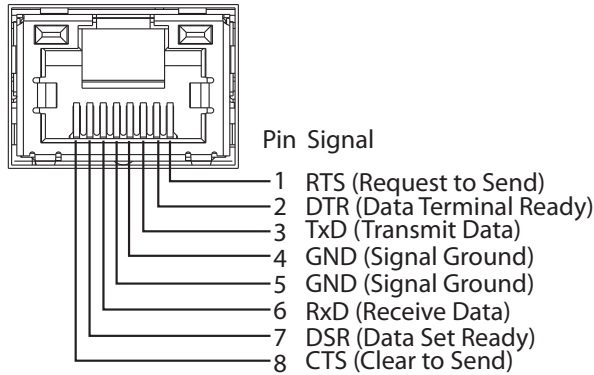 Pin Signal
1 RTS (Request to Send)
2 DTR (Data Terminal Ready)
3 TxD (Transmit Data)
4 GND (Signal Ground)
5 GND (Signal Ground)
6 RxD (Receive Data)
7 DSR (Data Set Ready)
8 CTS (Clear to Send)